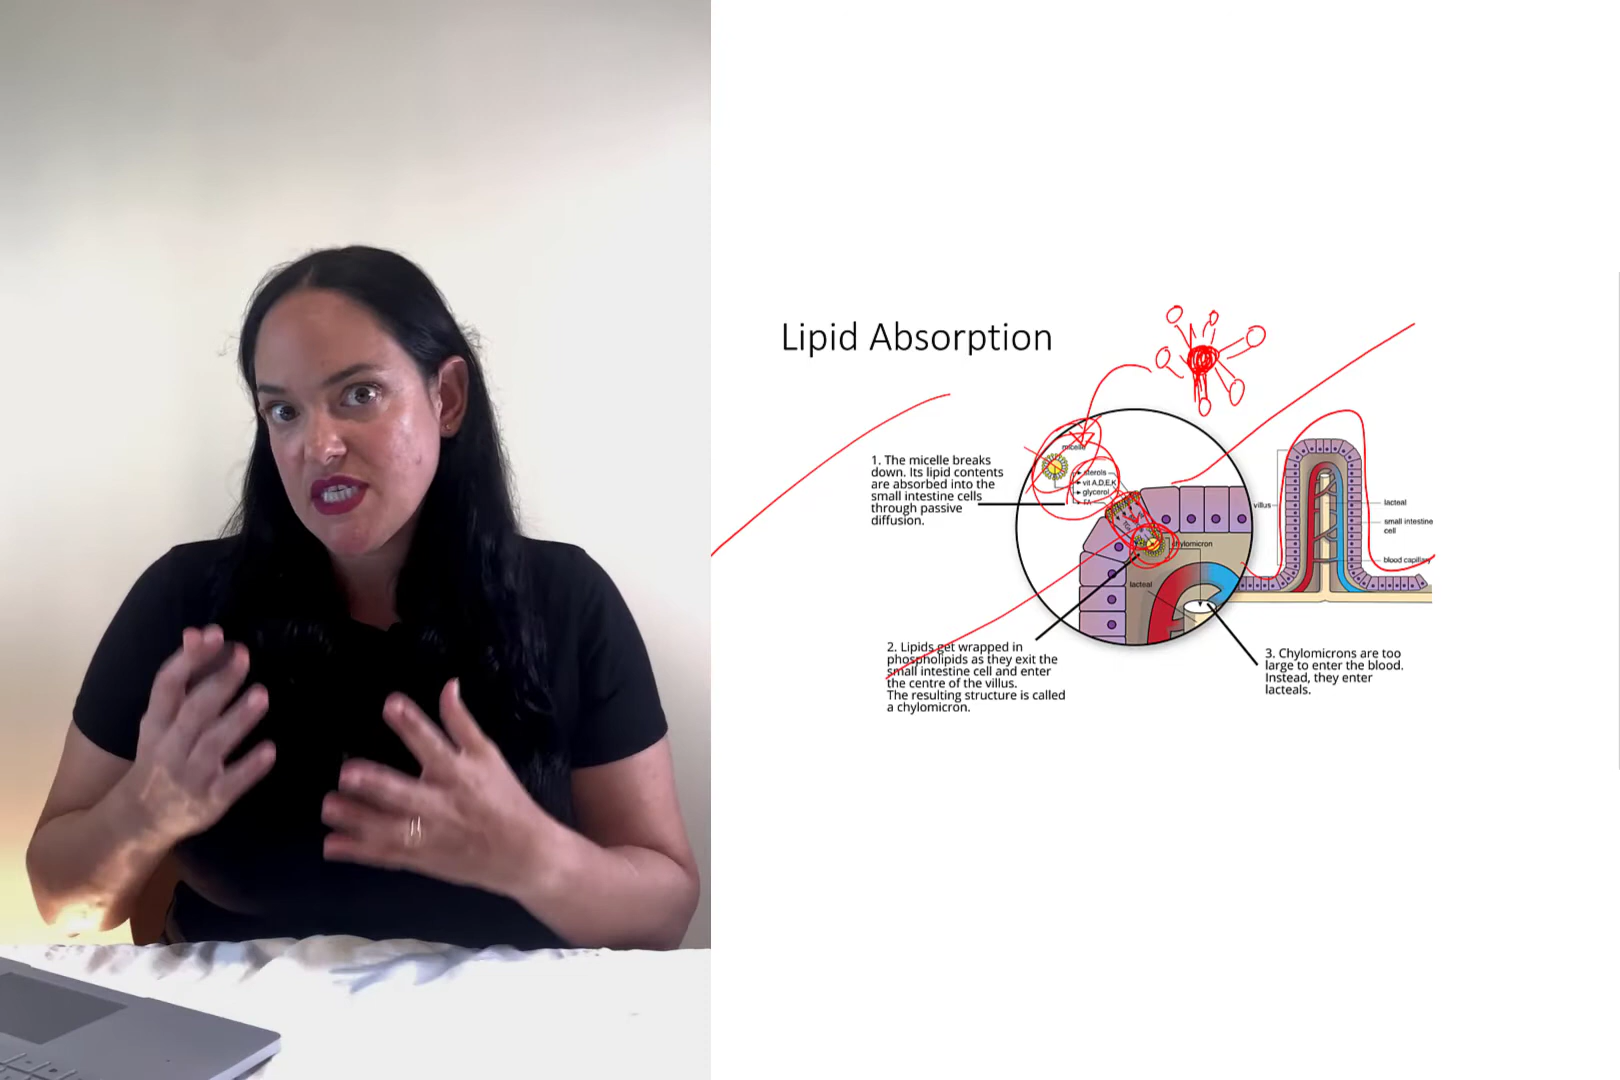 Lipid Absorption
1. The micelle breaks
down. Its lipid contents
are absorbed into the
small intestine cells
through passive
diffusion.
micelle
sterols
vit A,D,E,K
glycerol
FA
TGs
chylomicron
lacteal
villus
lacteal
small intestine
cell
blood capillary
2. Lipids get wrapped in
phospholipids as they exit the
small intestine cell and enter
the centre of the villus.
The resulting structure is called
a chylomicron.
3. Chylomicrons are too
large to enter the blood.
Instead, they enter
lacteals.